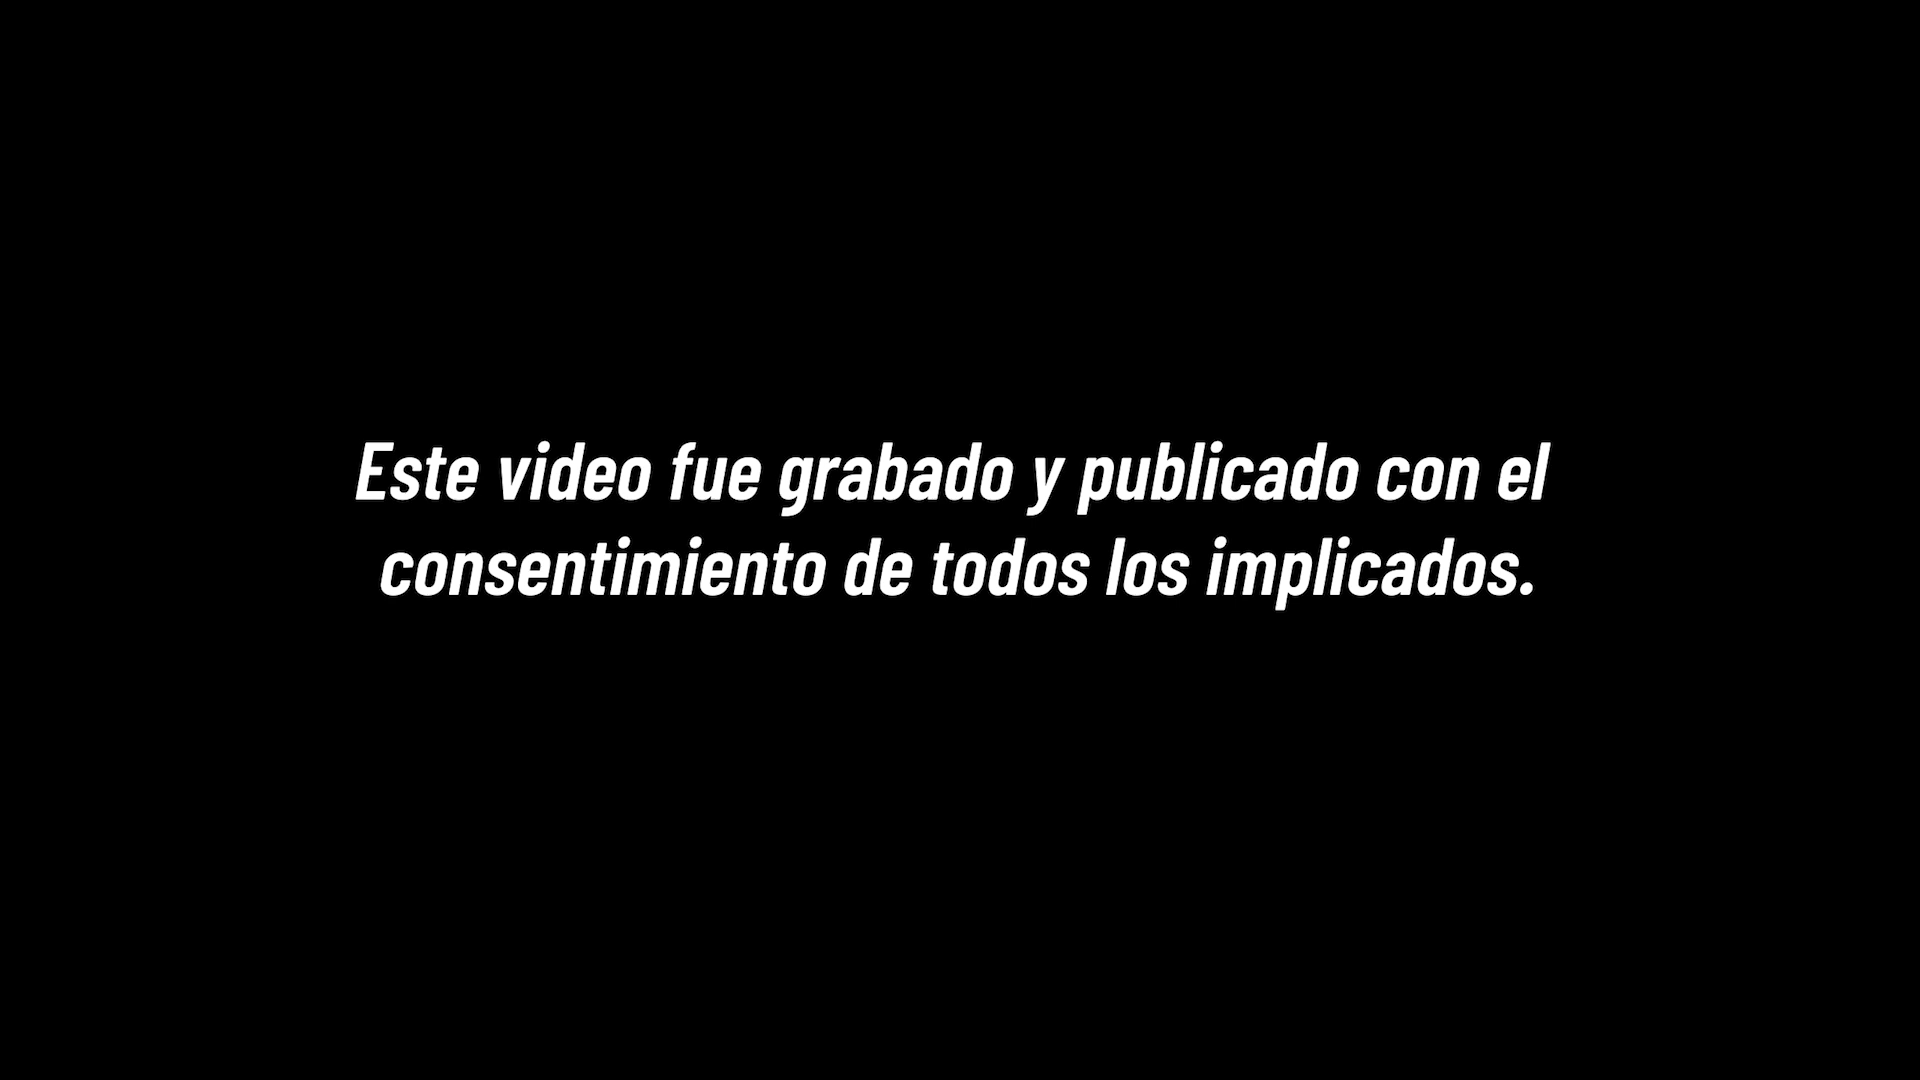 Este video fue grabado y publicado con el
consentimiento de todos los implicados.